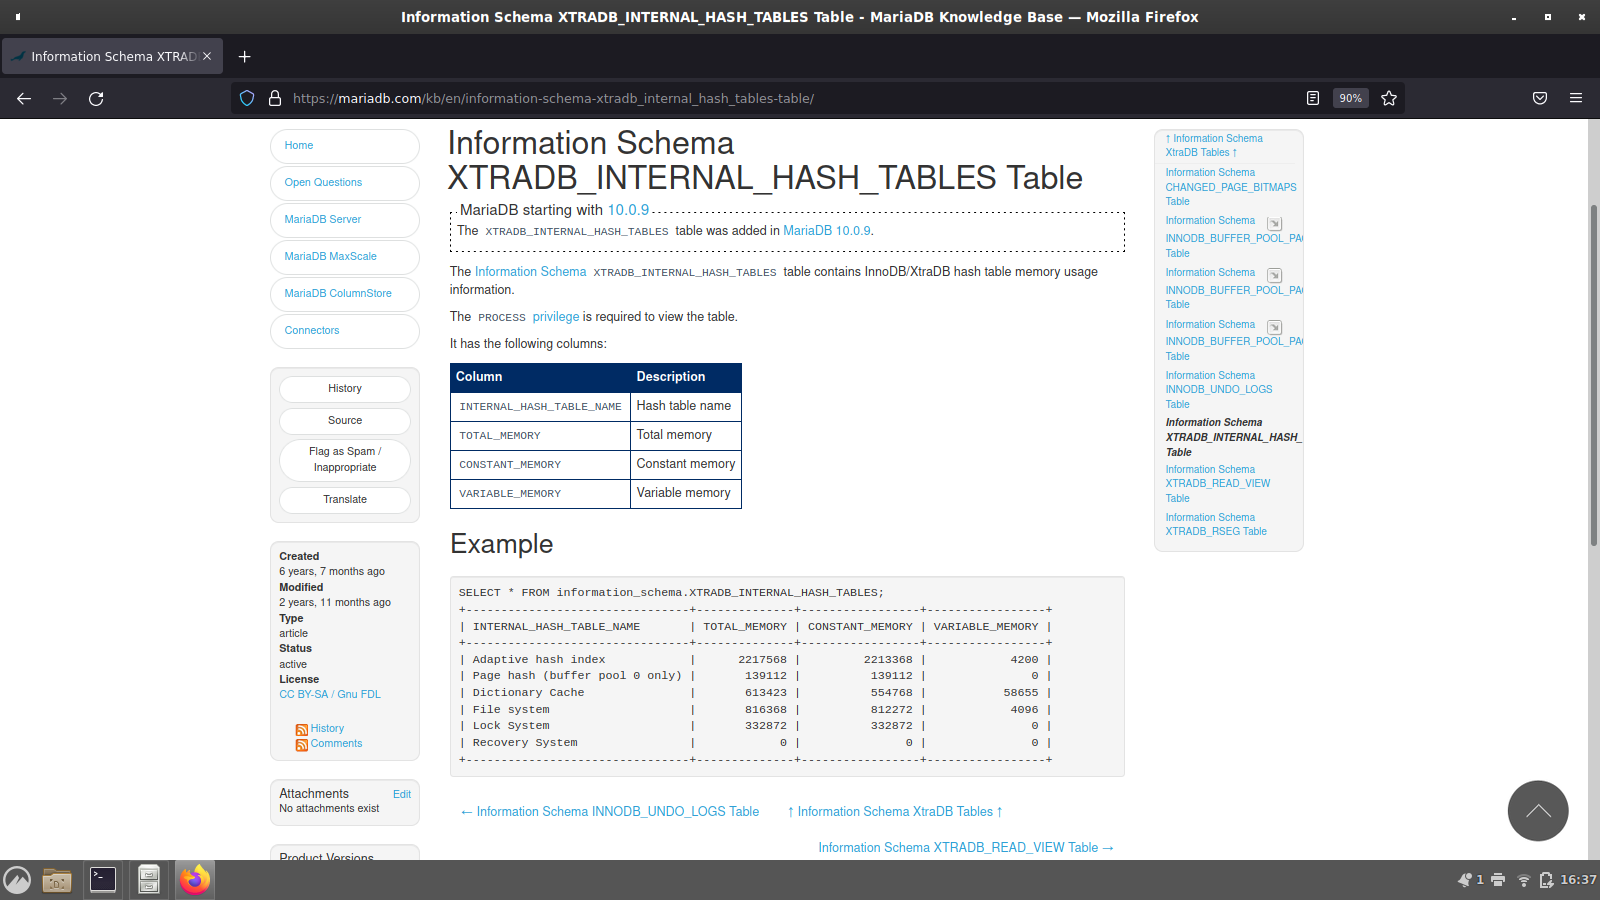 Information Schema XTRADB_INTERNAL_HASH_TABLES Table - MariaDB Knowledge Base — Mozilla Firefox
Information Schema XTRAD
https://mariadb.com/kb/en/information-schema-xtradb_internal_hash_tables-table/
90%
Home
Open Questions
MariaDB Server
MariaDB MaxScale
MariaDB ColumnStore
Connectors
History
Source
Flag as Spam /
Inappropriate
Translate
Created
6 years, 7 months ago
Modified
2 years, 11 months ago
Type
article
Status
active
License
CC BY-SA / Gnu FDL
History
Comments
Attachments Edit
No attachments exist
Product Versions
Information Schema
XTRADB_INTERNAL_HASH_TABLES Table
MariaDB starting with 10.0.9
The XTRADB_INTERNAL_HASH_TABLES table was added in MariaDB 10.0.9.
The Information Schema XTRADB_INTERNAL_HASH_TABLES table contains InnoDB/XtraDB hash table memory usage
information.
The PROCESS privilege is required to view the table.
It has the following columns:
Column Description
INTERNAL_HASH_TABLE_NAME Hash table name
TOTAL_MEMORY Total memory
CONSTANT_MEMORY Constant memory
VARIABLE_MEMORY Variable memory
Example
SELECT * FROM information_schema.XTRADB_INTERNAL_HASH_TABLES;
+--------------------------------+--------------+-----------------+-----------------+
| INTERNAL_HASH_TABLE_NAME       | TOTAL_MEMORY | CONSTANT_MEMORY | VARIABLE_MEMORY |
+--------------------------------+--------------+-----------------+-----------------+
| Adaptive hash index            |      2217568 |         2213368 |            4200 |
| Page hash (buffer pool 0 only) |       139112 |          139112 |               0 |
| Dictionary Cache               |       613423 |          554768 |           58655 |
| File system                    |       816368 |          812272 |            4096 |
| Lock System                    |       332872 |          332872 |               0 |
| Recovery System                |            0 |               0 |               0 |
+--------------------------------+--------------+-----------------+-----------------+
← Information Schema INNODB_UNDO_LOGS Table ↑ Information Schema XtraDB Tables ↑
Information Schema XTRADB_READ_VIEW Table →
↑ Information Schema
XtraDB Tables ↑
Information Schema
CHANGED_PAGE_BITMAPS
Table
Information Schema
INNODB_BUFFER_POOL_PA
Table
Information Schema
INNODB_BUFFER_POOL_PA
Table
Information Schema
INNODB_BUFFER_POOL_PA
Table
Information Schema
INNODB_UNDO_LOGS
Table
Information Schema
XTRADB_INTERNAL_HASH_
Table
Information Schema
XTRADB_READ_VIEW
Table
Information Schema
XTRADB_RSEG Table
1
16:37